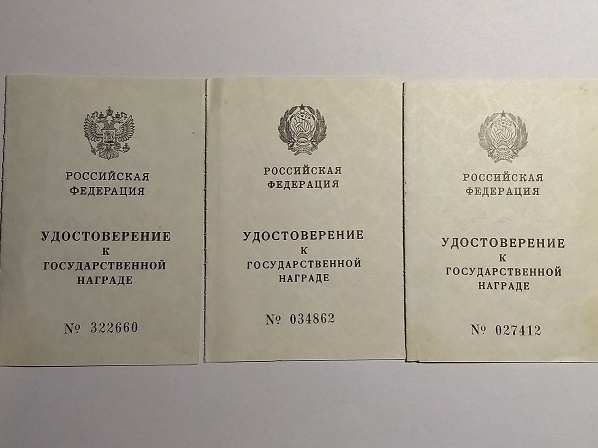 РОССИЙСКАЯ
ФЕДЕРАЦИЯ
УДОСТОВЕРЕНИЕ
К
ГОСУДАРСТВЕННОЙ
НАГРАДЕ
№ 322660
РОССИЙСКАЯ
ФЕДЕРАЦИЯ
УДОСТОВЕРЕНИЕ
К
ГОСУДАРСТВЕННОЙ
НАГРАДЕ
№ 034862
РОССИЙСКАЯ
ФЕДЕРАЦИЯ
УДОСТОВЕРЕНИЕ
К
ГОСУДАРСТВЕННОЙ
НАГРАДЕ
№ 027412